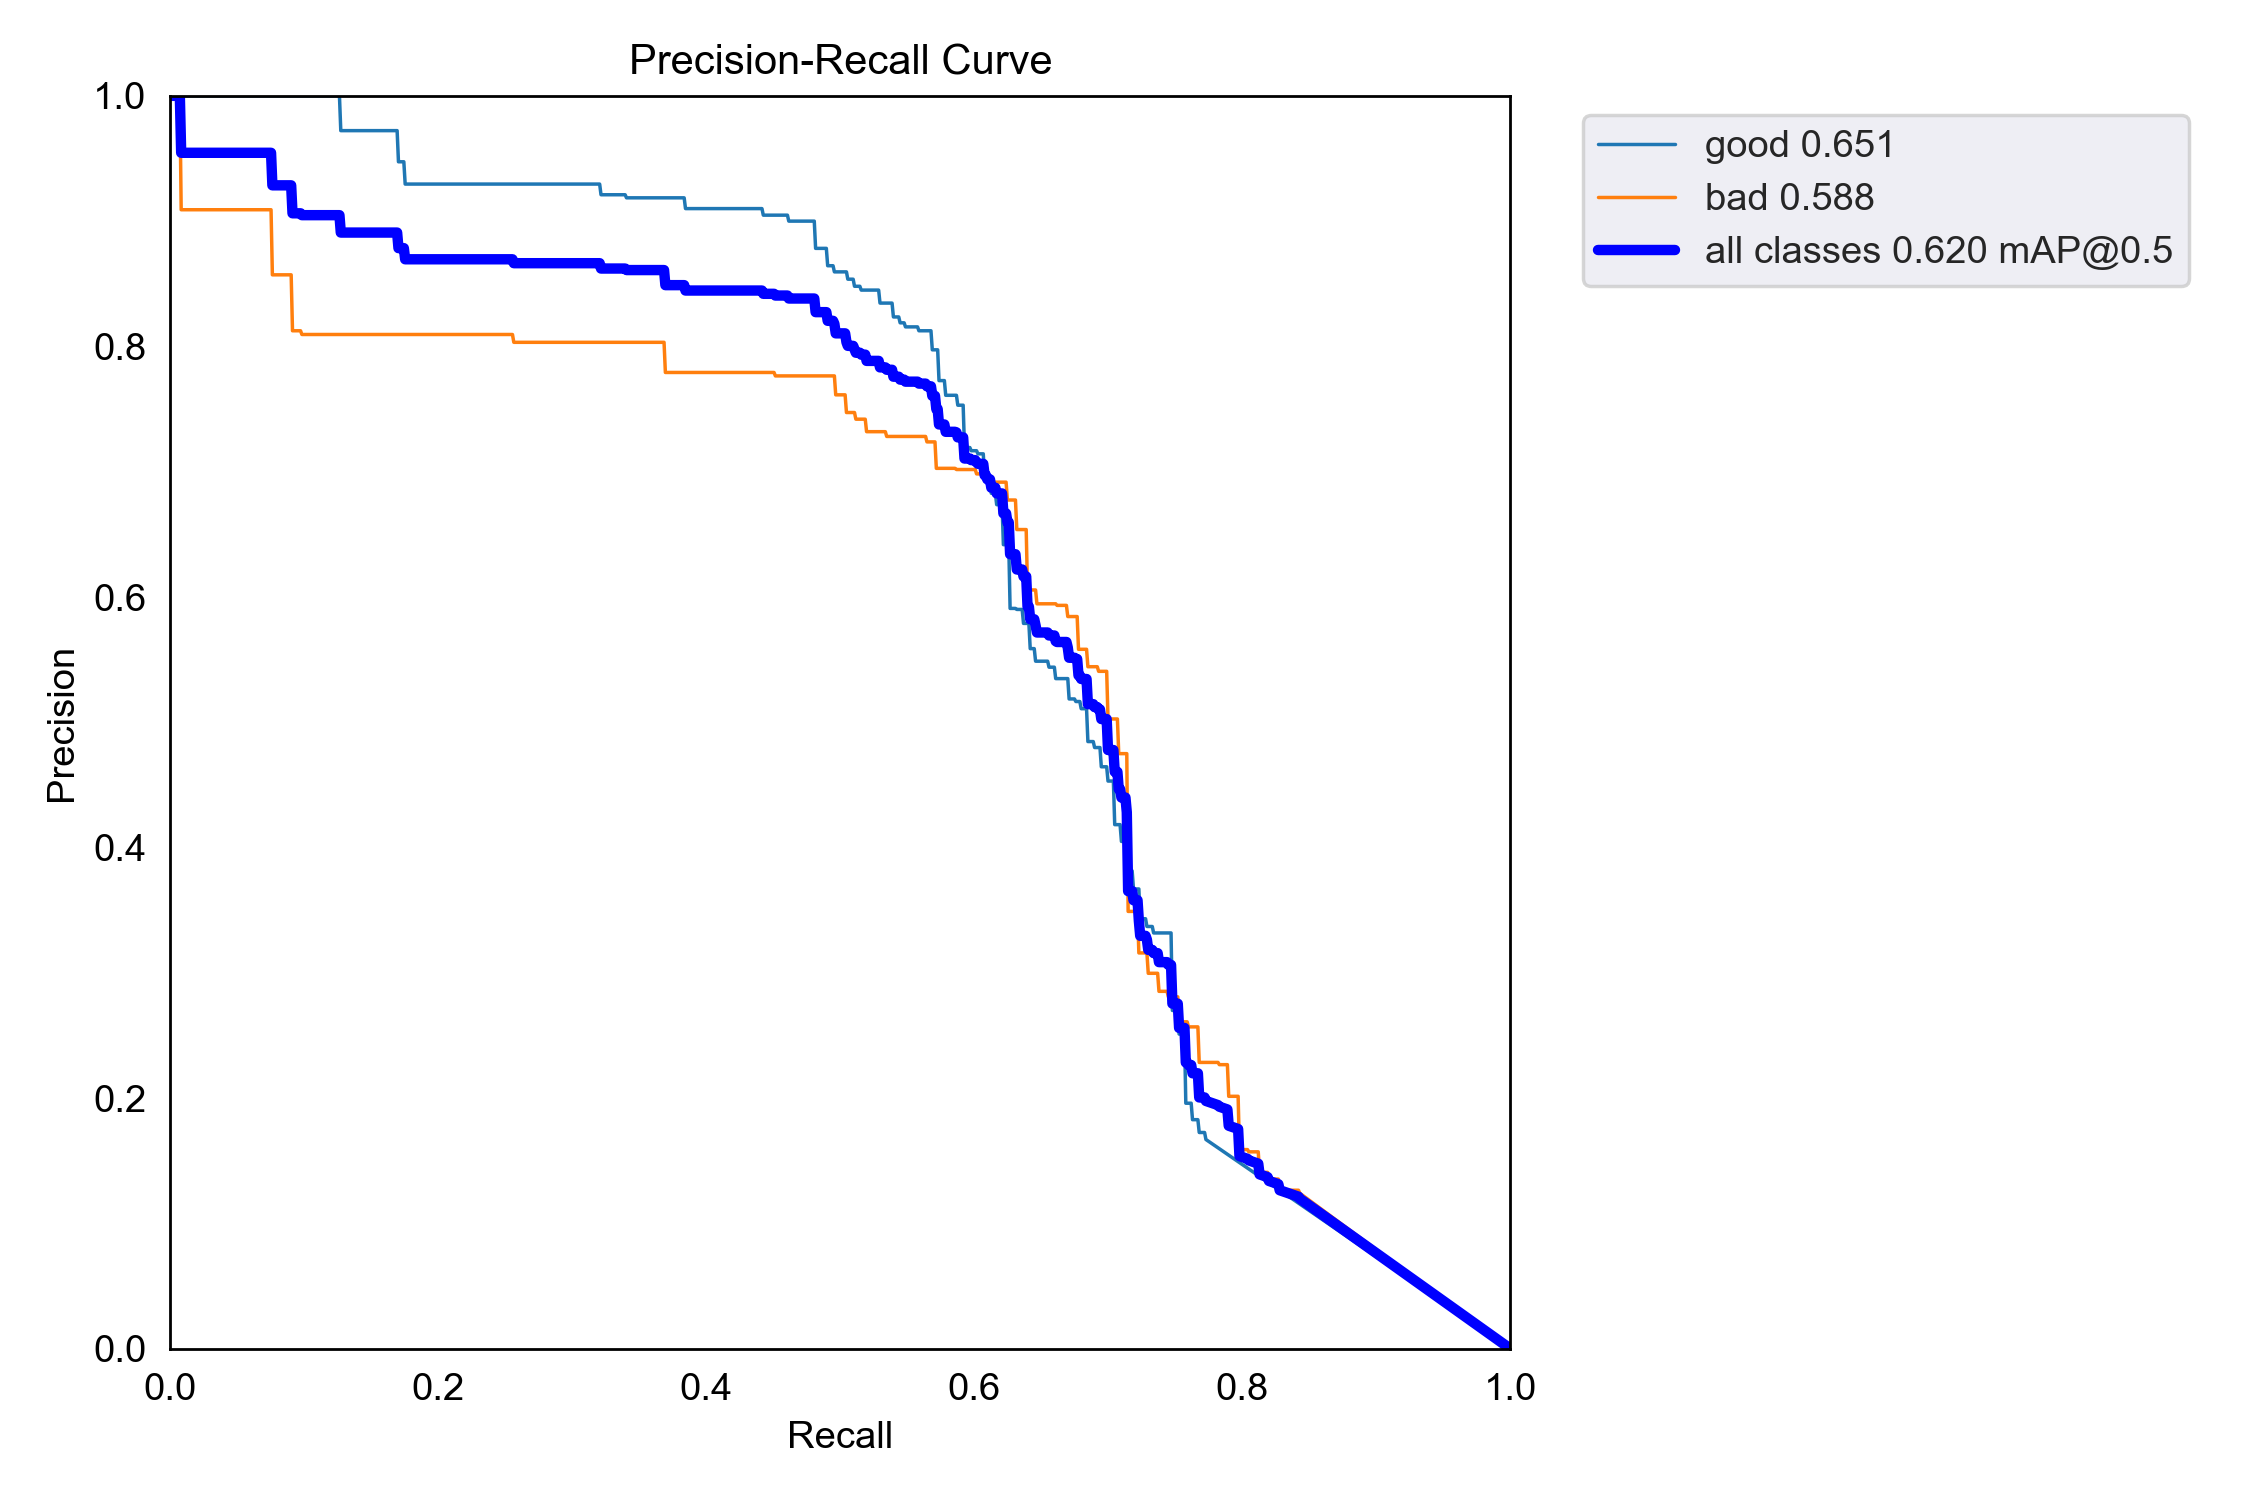 Precision-Recall Curve
1.0
0.8
0.6
0.4
0.2
0.0
Precision
0.0 0.2 0.4 0.6 0.8 1.0
Recall
good 0.651
bad 0.588
all classes 0.620 mAP@0.5